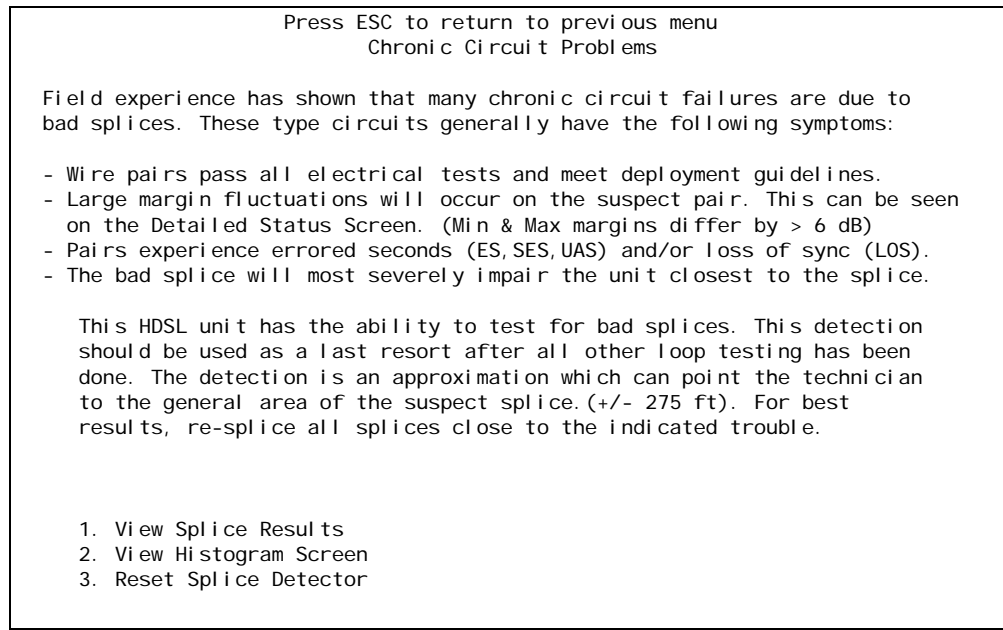 Press ESC to return to previous menu
Chronic Circuit Problems
Field experience has shown that many chronic circuit failures are due to
bad splices. These type circuits generally have the following symptoms:
- Wire pairs pass all electrical tests and meet deployment guidelines.
- Large margin fluctuations will occur on the suspect pair. This can be seen
on the Detailed Status Screen. (Min & Max margins differ by > 6 dB)
- Pairs experience errored seconds (ES,SES,UAS) and/or loss of sync (LOS).
- The bad splice will most severely impair the unit closest to the splice.
This HDSL unit has the ability to test for bad splices. This detection
should be used as a last resort after all other loop testing has been
done. The detection is an approximation which can point the technician
to the general area of the suspect splice.(+/- 275 ft). For best
results, re-splice all splices close to the indicated trouble.
1. View Splice Results
2. View Histogram Screen
3. Reset Splice Detector